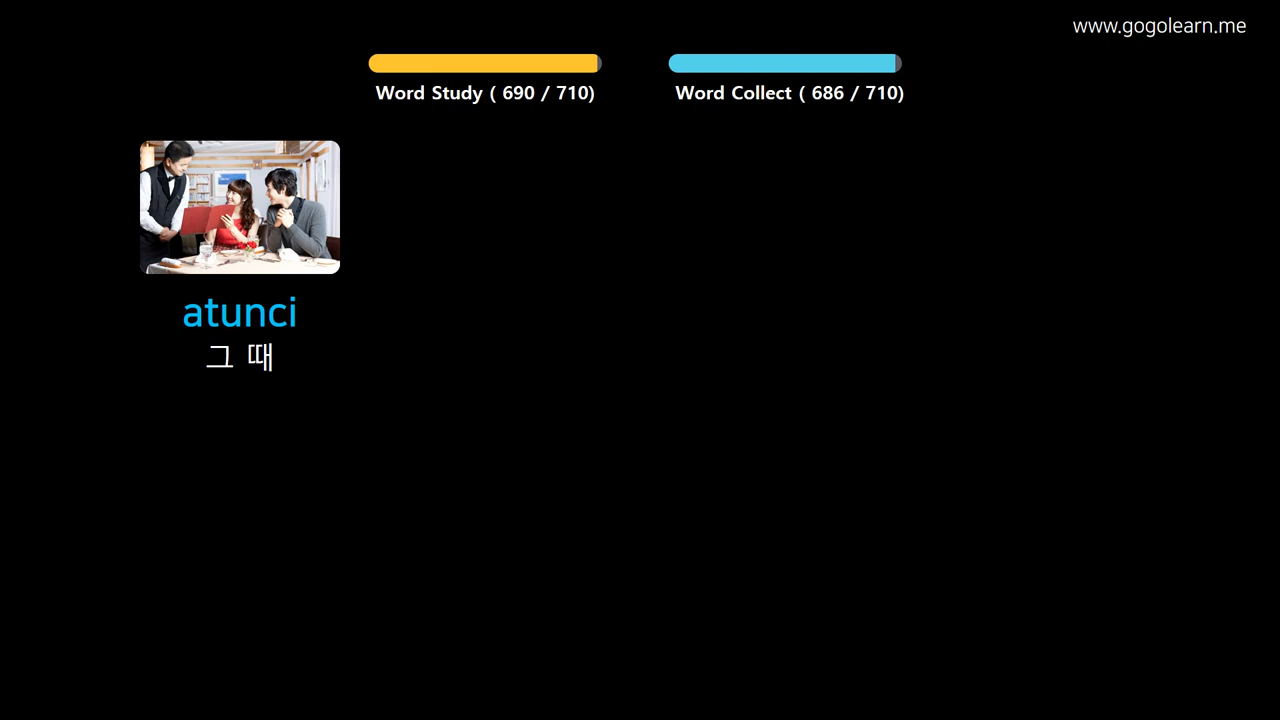 www.gogolearn.me
Word Study ( 690 / 710)
Word Collect ( 686 / 710)
atunci
그 때